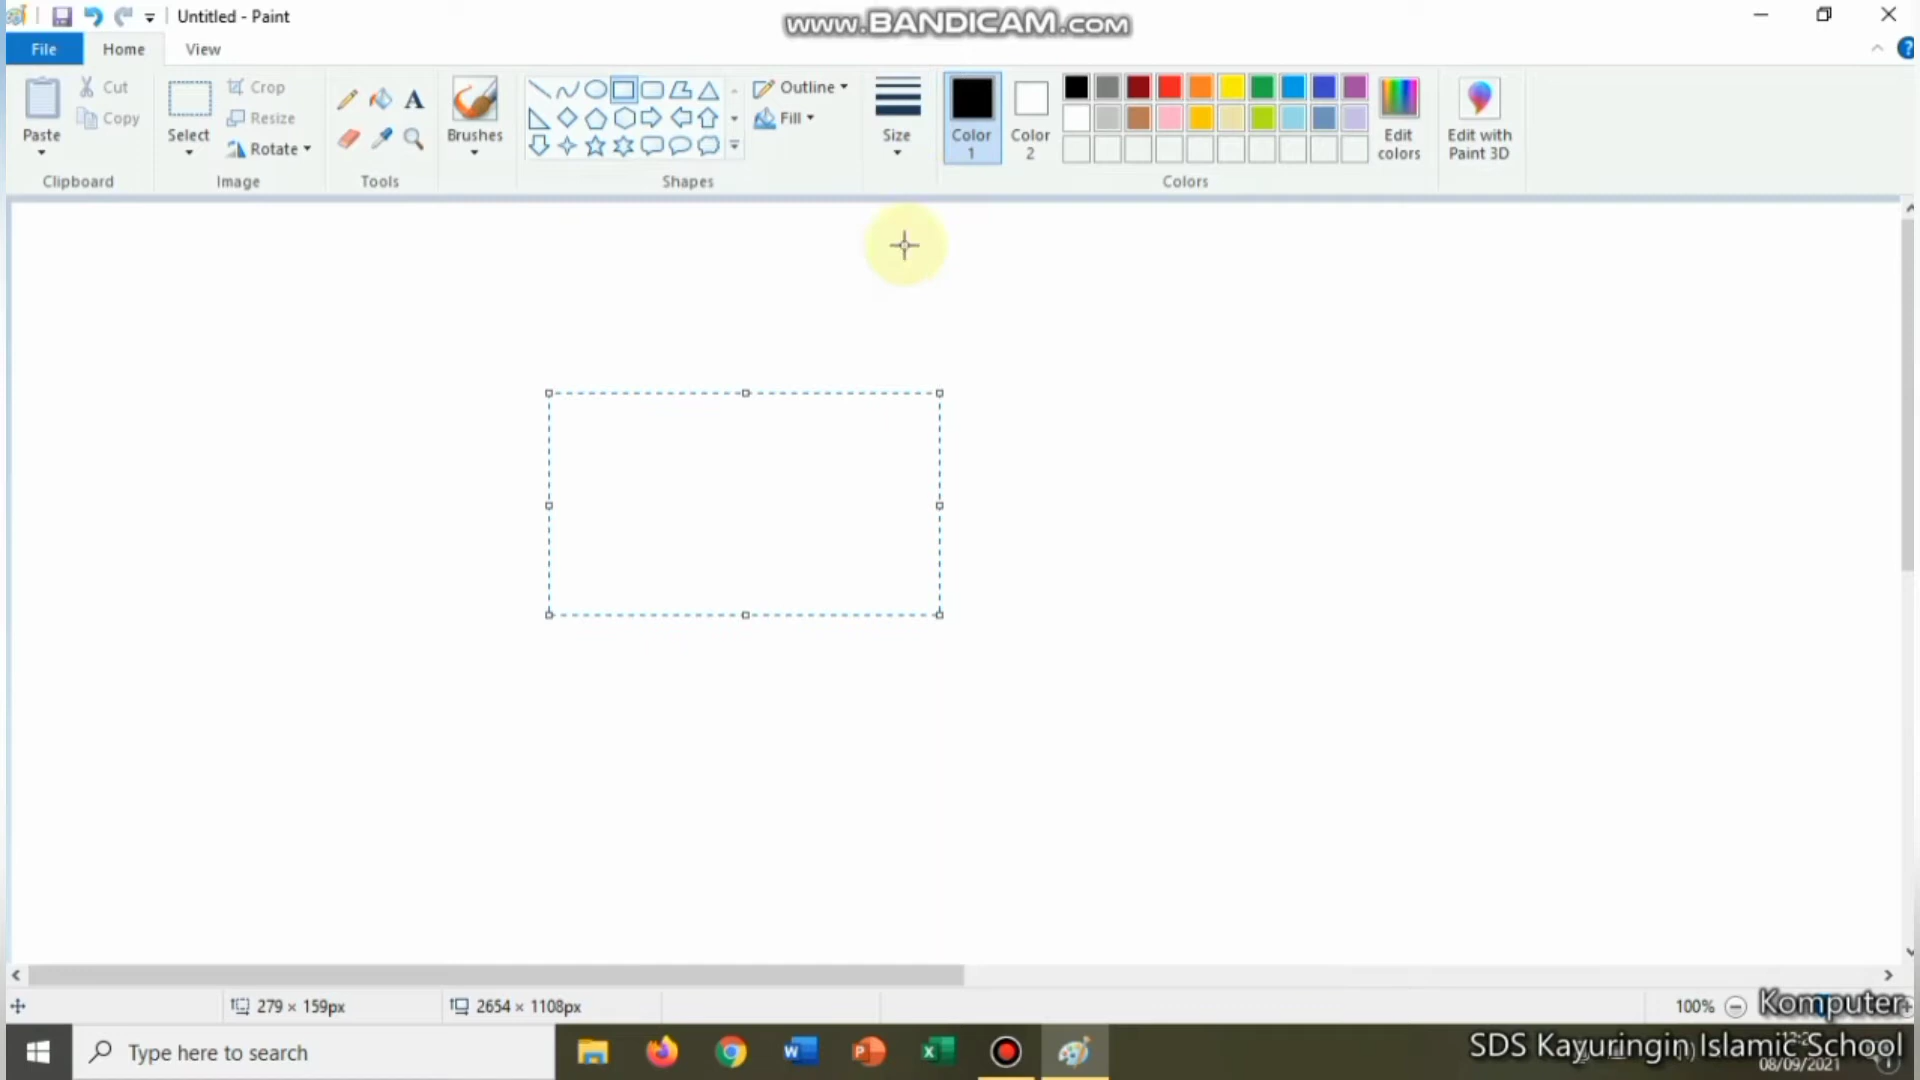 Untitled - Paint
www.BANDICAM.com
File
Home
View
Paste
Cut
Copy
Clipboard
Select
Crop
Resize
Rotate
Image
Tools
Brushes
Shapes
Outline
Fill
Size
Color 1
Color 2
Colors
Edit colors
Edit with Paint 3D
279 × 159px
2654 × 1108px
100%
Komputer
Type here to search
SDS Kayuringin Islamic School
08/09/2021